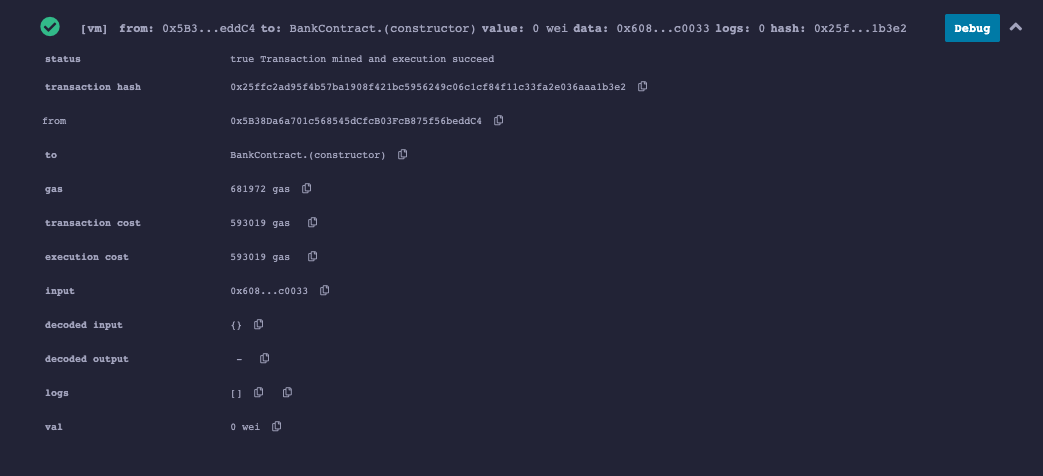 [vm] from: 0x5B3...eddC4 to: BankContract.(constructor) value: 0 wei data: 0x608...c0033 logs: 0 hash: 0x25f...1b3e2 Debug
status true Transaction mined and execution succeed
transaction hash 0x25ffc2ad95f4b57ba1908f421bc5956249c06c1cf84f11c33fa2e036aaa1b3e2
from 0x5B38Da6a701c568545dCfcB03FcB875f56beddC4
to BankContract.(constructor)
gas 681972 gas
transaction cost 593019 gas
execution cost 593019 gas
input 0x608...c0033
decoded input {}
decoded output -
logs []
val 0 wei